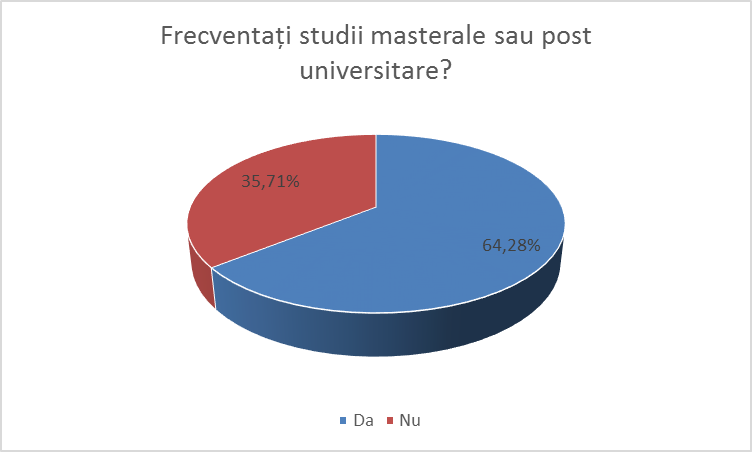 Frecventați studii masterale sau post
universitare?
35,71%
64,28%
Da Nu